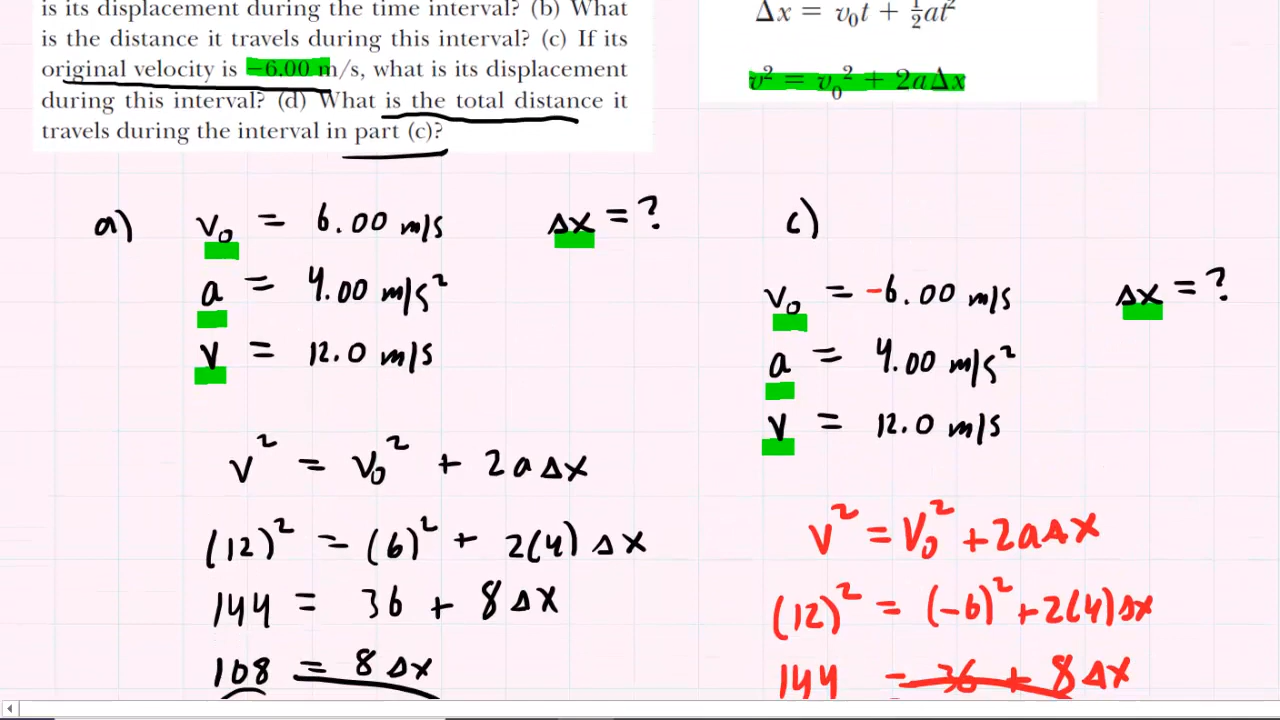 is its displacement during the time interval? (b) What
is the distance it travels during this interval? (c) If its
original velocity is −6.00 m/s, what is its displacement
during this interval? (d) What is the total distance it
travels during the interval in part (c)?
Δx = v₀t + ½at²
v² = v₀² + 2aΔx
a) v₀ = 6.00 m/s Δx = ?
a = 4.00 m/s²
v = 12.0 m/s
v² = v₀² + 2aΔx
(12)² = (6)² + 2(4) Δx
144 = 36 + 8Δx
108 = 8Δx
c)
v₀ = -6.00 m/s Δx = ?
a = 4.00 m/s²
v = 12.0 m/s
v² = v₀² + 2aΔx
(12)² = (-6)² + 2(4)Δx
144 = 36 + 8Δx